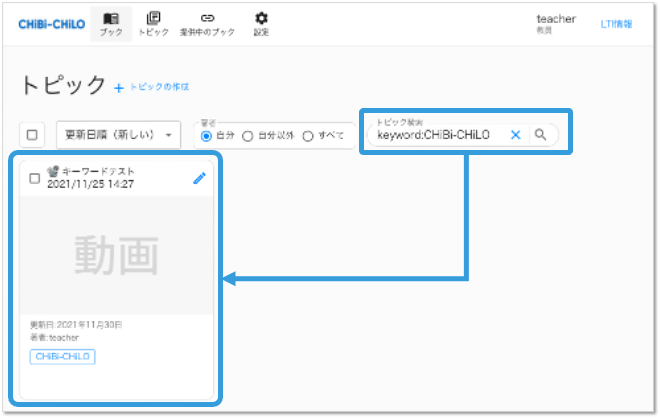 CHiBi-CHiLO
ブック
トピック
提供中のブック
設定
teacher
教員
LTI情報
トピック
+ トピックの作成
更新日順（新しい）
著者
自分
自分以外
すべて
トピック検索
keyword:CHiBi-CHiLO
キーワードテスト
2021/11/25 14:27
動画
更新日:2021年11月30日
著者:teacher
CHiBi-CHiLO